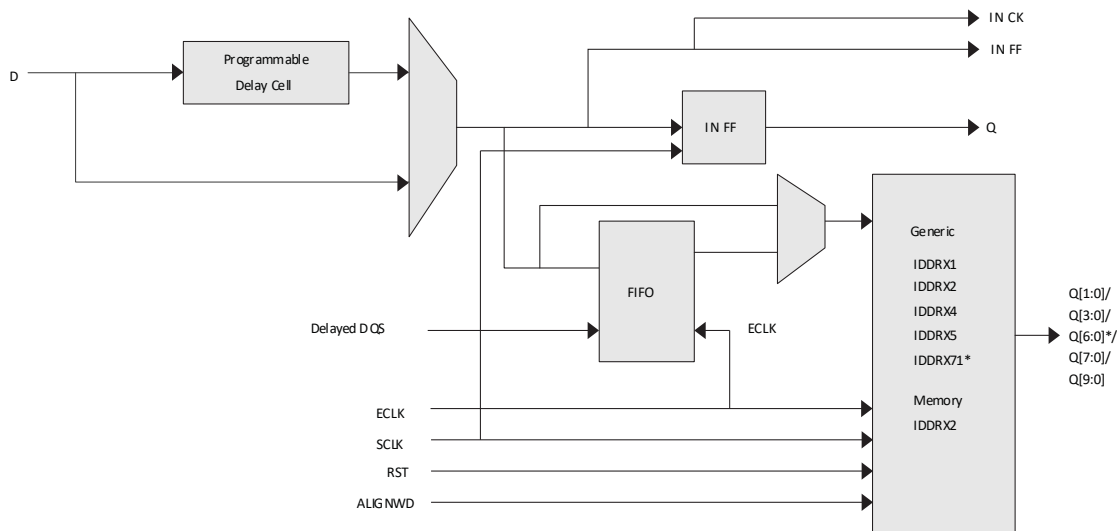 IN CK
IN FF
D
Programmable
Delay Cell
IN FF
Q
Generic
IDDRX1
IDDRX2
IDDRX4
IDDRX5
IDDRX71*
Memory
IDDRX2
FIFO
Delayed DQS
ECLK
Q[1:0]/
Q[3:0]/
Q[6:0]*/
Q[7:0]/
Q[9:0]
ECLK
SCLK
RST
ALIGNWD